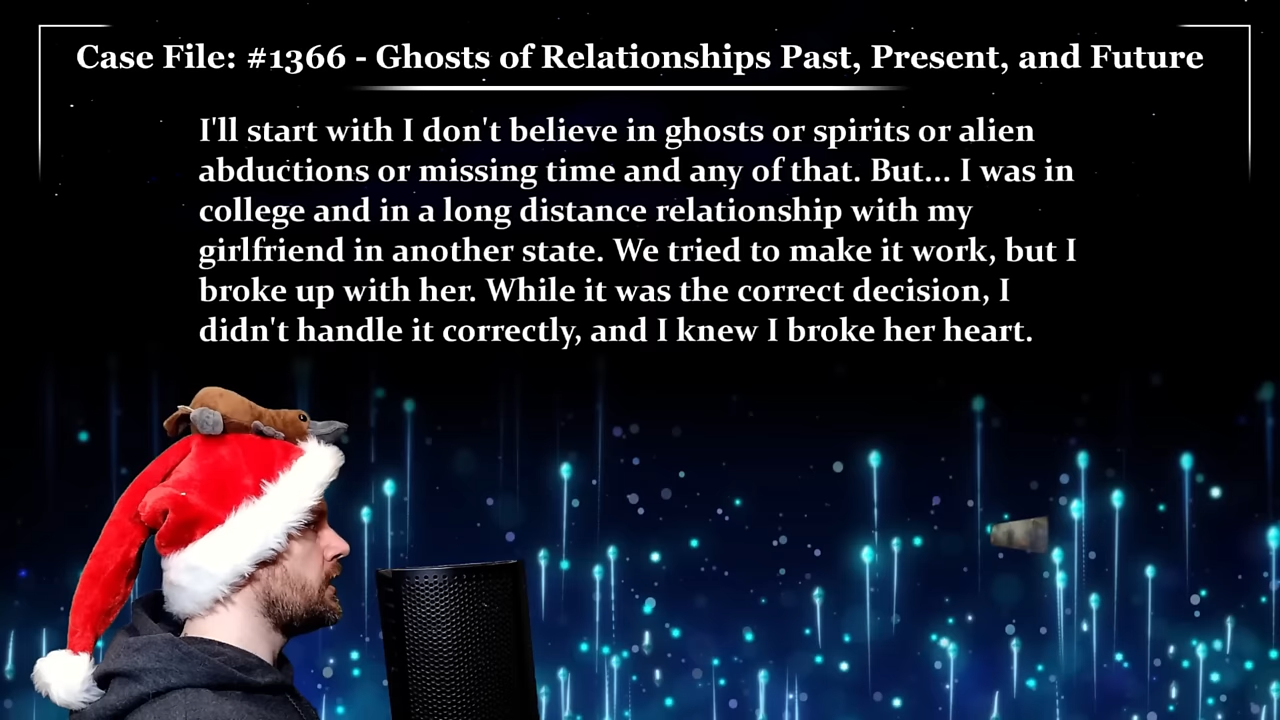 Case File: #1366 - Ghosts of Relationships Past, Present, and Future
I'll start with I don't believe in ghosts or spirits or alien
abductions or missing time and any of that. But... I was in
college and in a long distance relationship with my
girlfriend in another state. We tried to make it work, but I
broke up with her. While it was the correct decision, I
didn't handle it correctly, and I knew I broke her heart.